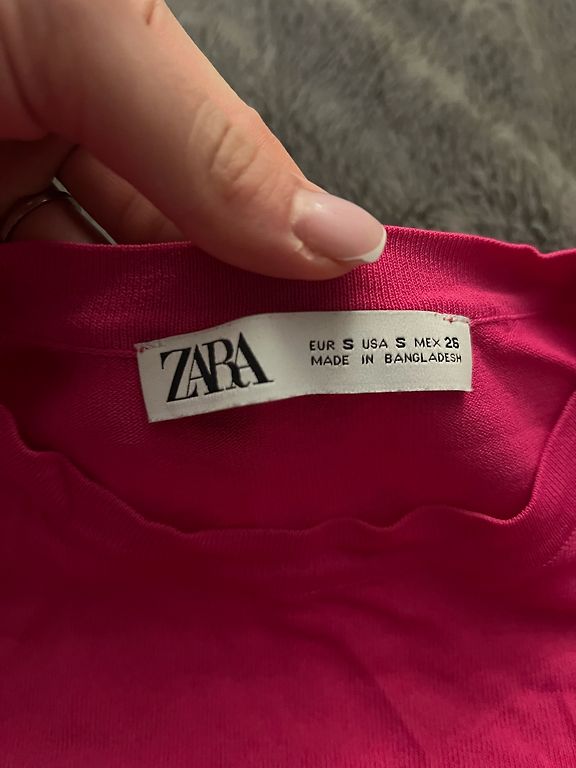 ZARA
EUR S USA S MEX 26
MADE IN BANGLADESH